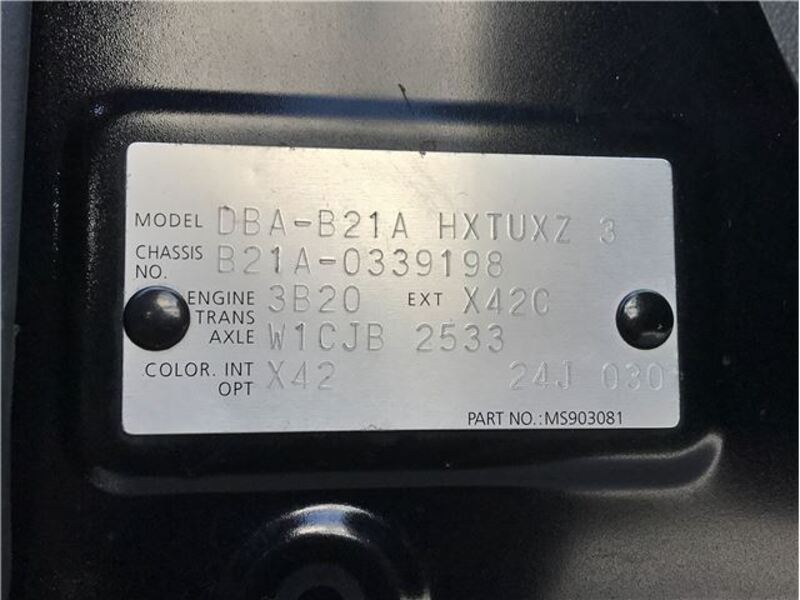 MODEL DBA-B21A HXTUXZ 3
CHASSIS NO. B21A-0339198
ENGINE 3B20 EXT X42C
TRANS AXLE W1CJB 2533
COLOR. INT OPT X42 24J 030
PART NO.:MS903081